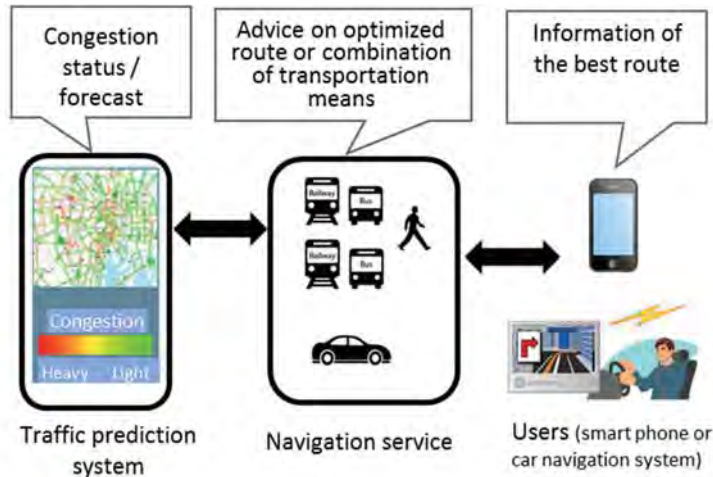 Congestion
status /
forecast
Advice on optimized
route or combination
of transportation
means
Information of
the best route
Railway
Bus
Railway
Bus
Congestion
Heavy Light
Traffic prediction
system
Navigation service
Users (smart phone or
car navigation system)